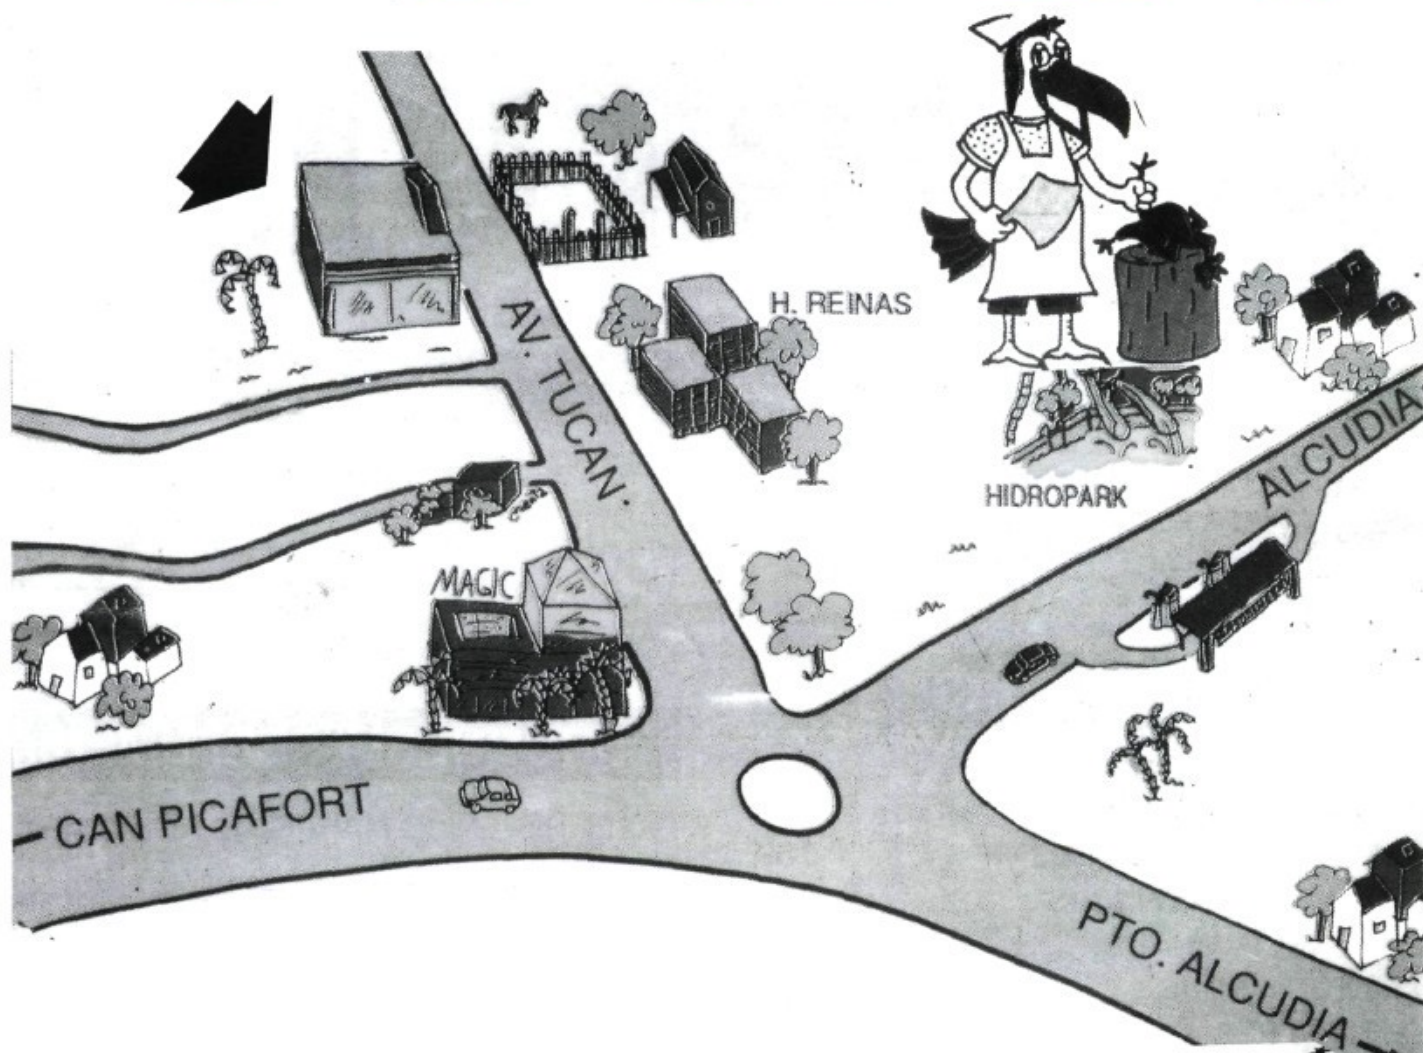 H. REINAS
AV. TUCAN
HIDROPARK
ALCUDIA
MAGIC
CAN PICAFORT
PTO. ALCUDIA